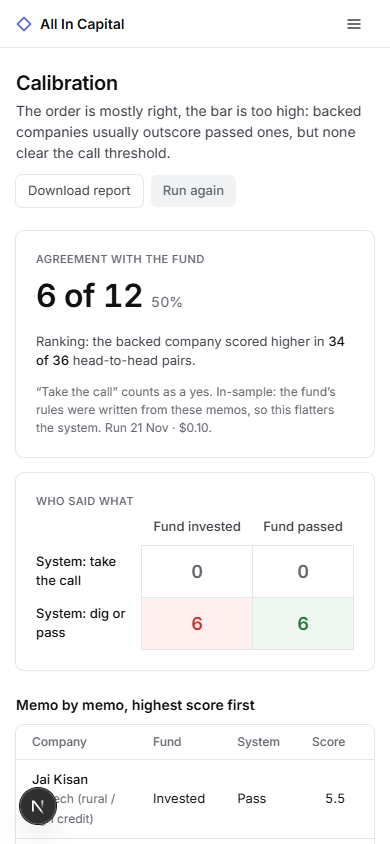 All In Capital
Calibration
The order is mostly right, the bar is too high: backed
companies usually outscore passed ones, but none
clear the call threshold.
Download report
Run again
AGREEMENT WITH THE FUND
6 of 12 50%
Ranking: the backed company scored higher in 34
of 36 head-to-head pairs.
“Take the call” counts as a yes. In-sample: the fund’s
rules were written from these memos, so this flatters
the system. Run 21 Nov · $0.10.
WHO SAID WHAT
Fund invested Fund passed
System: take
the call
0 0
System: dig or
pass
6 6
Memo by memo, highest score first
Company Fund System Score
Jai Kisan
(rural /
credit)
Invested Pass 5.5
N